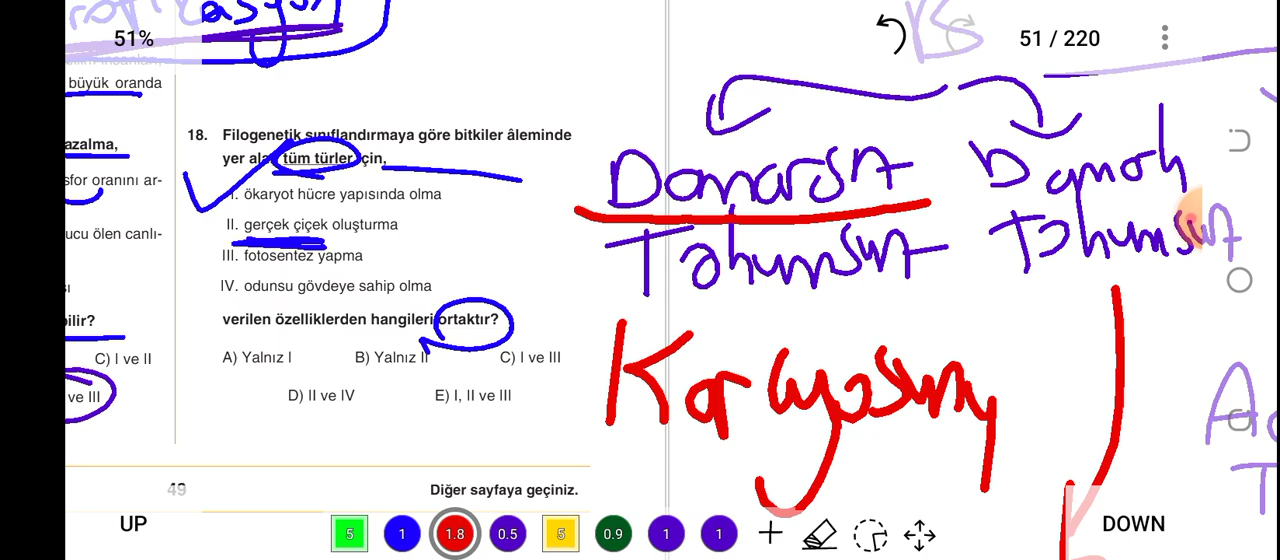 51%
51 / 220
büyük oranda
azalma,
sfor oranını ar-
ucu ölen canlı-
sı
bilir?
C) I ve II
ve III
18. Filogenetik sınıflandırmaya göre bitkiler âleminde
yer ala tüm türler için,
I. ökaryot hücre yapısında olma
II. gerçek çiçek oluşturma
III. fotosentez yapma
IV. odunsu gövdeye sahip olma
verilen özelliklerden hangileri ortaktır?
A) Yalnız I B) Yalnız II C) I ve III
D) II ve IV E) I, II ve III
49
Diğer sayfaya geçiniz.
Damarsız
Tohumsuz
Damarlı
Tohumsuz
Karayosunu
UP
5 1 1.8 0.5 5 0.9 1 1
DOWN